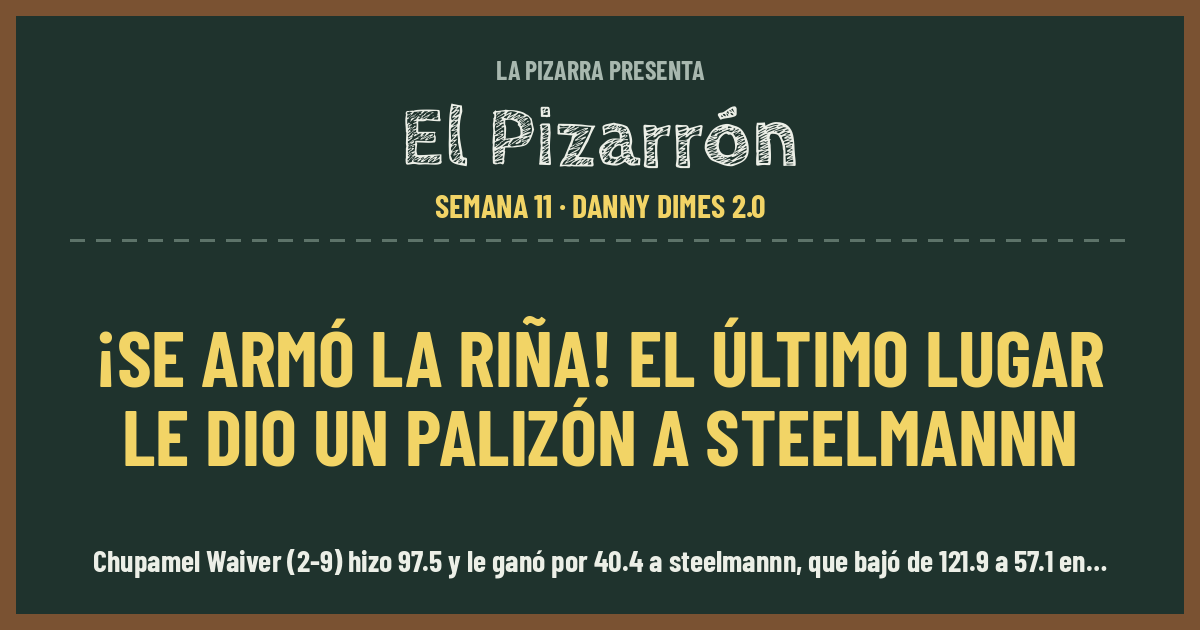 LA PIZARRA PRESENTA
El Pizarrón
SEMANA 11 · DANNY DIMES 2.0
¡SE ARMÓ LA RIÑA! EL ÚLTIMO LUGAR
LE DIO UN PALIZÓN A STEELMANNN
Chupamel Waiver (2-9) hizo 97.5 y le ganó por 40.4 a steelmannn, que bajó de 121.9 a 57.1 en...